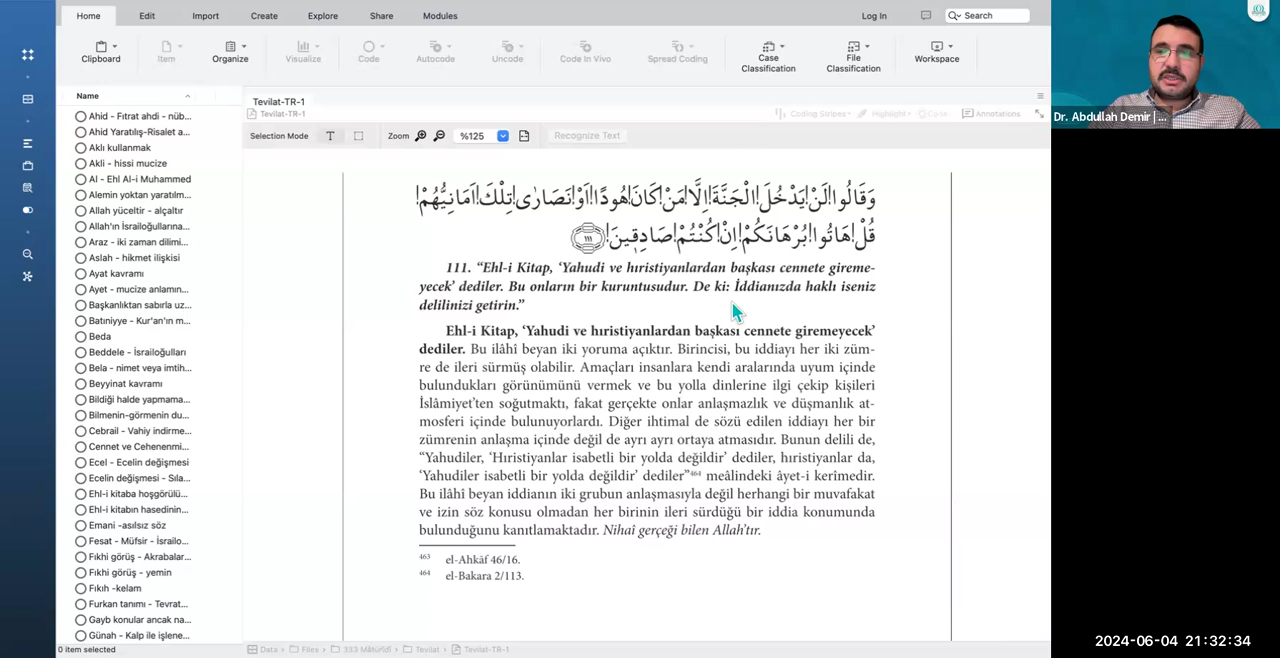 Home Edit Import Create Explore Share Modules Log In Search
Clipboard Item Organize Visualize Code Autocode Uncode Code In Vivo Spread Coding Case Classification File Classification Workspace
Name
Ahid - Fıtrat ahdi - nüb...
Ahid Yaratılış-Risalet a...
Aklı kullanmak
Akli - hissi mucize
Al - Ehl Al-i Muhammed
Alemin yoktan yaratılm...
Allah yüceltir - alçaltır
Allah'ın İsrailoğullarına...
Araz - iki zaman dilimi...
Aslah - hikmet ilişkisi
Ayat kavramı
Ayet - mucize anlamın...
Başkanlıktan sabırla uz...
Batıniyye - Kur'an'ın m...
Beda
Beddele - İsrailoğulları
Bela - nimet veya imtih...
Beyyinat kavramı
Bildiği halde yapmama...
Bilmenin-görmenin du...
Cebrail - Vahiy indirme...
Cennet ve Cehenenmi...
Ecel - Ecelin değişmesi
Ecelin değişmesi - Sıla...
Ehl-i kitaba hoşgörülü...
Ehl-i kitabın hasedinin...
Emani -asılsız söz
Fesat - Müfsir - İsrailo...
Fıkhi görüş - Akrabalar...
Fıkhi görüş - yemin
Fıkıh -kelam
Furkan tanımı - Tevrat...
Gayb konular ancak na...
Günah - Kalp ile işlene...
0 item selected
Tevilat-TR-1
Tevilat-TR-1 Coding Stripes Highlight Code Annotations
Selection Mode T Zoom %125 Recognize Text
وَقَالُوا لَنْ يَدْخُلَ الْجَنَّةَ اِلَّا مَنْ كَانَ هُودًا اَوْ نَصَارٰى تِلْكَ اَمَانِيُّهُمْ
قُلْ هَاتُوا بُرْهَانَكُمْ اِنْ كُنْتُمْ صَادِقِينَ ﴿١١١﴾
111. “Ehl-i Kitap, ‘Yahudi ve hıristiyanlardan başkası cennete gireme-
yecek’ dediler. Bu onların bir kuruntusudur. De ki: İddianızda haklı iseniz
delilinizi getirin.”
Ehl-i Kitap, ‘Yahudi ve hıristiyanlardan başkası cennete giremeyecek’
dediler. Bu ilâhî beyan iki yoruma açıktır. Birincisi, bu iddiayı her iki züm-
re de ileri sürmüş olabilir. Amaçları insanlara kendi aralarında uyum içinde
bulundukları görünümünü vermek ve bu yolla dinlerine ilgi çekip kişileri
İslâmiyet’ten soğutmaktı, fakat gerçekte onlar anlaşmazlık ve düşmanlık at-
mosferi içinde bulunuyorlardı. Diğer ihtimal de sözü edilen iddiayı her bir
zümrenin anlaşma içinde değil de ayrı ayrı ortaya atmasıdır. Bunun delili de,
“Yahudiler, ‘Hıristiyanlar isabetli bir yolda değildir’ dediler, hıristiyanlar da,
‘Yahudiler isabetli bir yolda değildir’ dediler”464 meâlindeki âyet-i kerîmedir.
Bu ilâhî beyan iddianın iki grubun anlaşmasıyla değil herhangi bir muvafakat
ve izin söz konusu olmadan her birinin ileri sürdüğü bir iddia konumunda
bulunduğunu kanıtlamaktadır. Nihaî gerçeği bilen Allah’tır.
463 el-Ahkāf 46/16.
464 el-Bakara 2/113.
Data Files 333 Mâtürîdî Tevilat Tevilat-TR-1
Dr. Abdullah Demir |...
2024-06-04 21:32:34